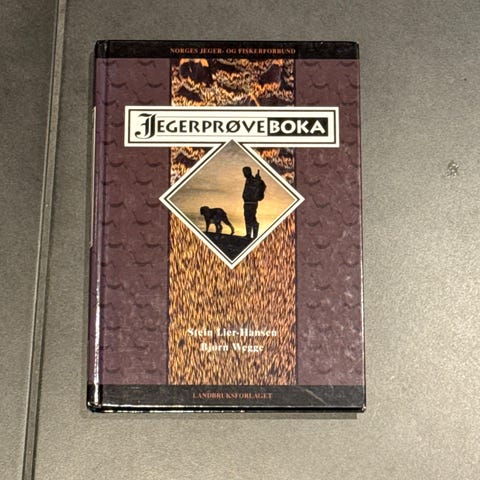 NORGES JEGER- OG FISKERFORBUND
JEGERPRØVEBOKA
Stein Lier-Hansen
Bjørn Wegge
LANDBRUKSFORLAGET